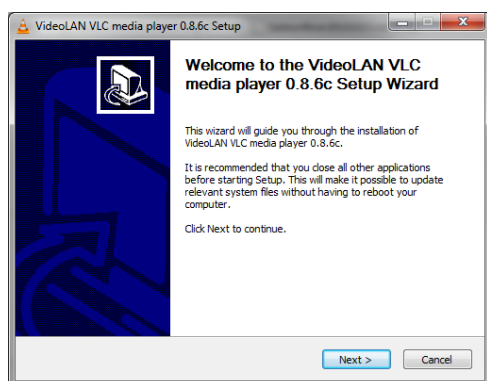 VideoLAN VLC media player 0.8.6c Setup
Welcome to the VideoLAN VLC
media player 0.8.6c Setup Wizard
This wizard will guide you through the installation of
VideoLAN VLC media player 0.8.6c.
It is recommended that you close all other applications
before starting Setup. This will make it possible to update
relevant system files without having to reboot your
computer.
Click Next to continue.
Next >
Cancel